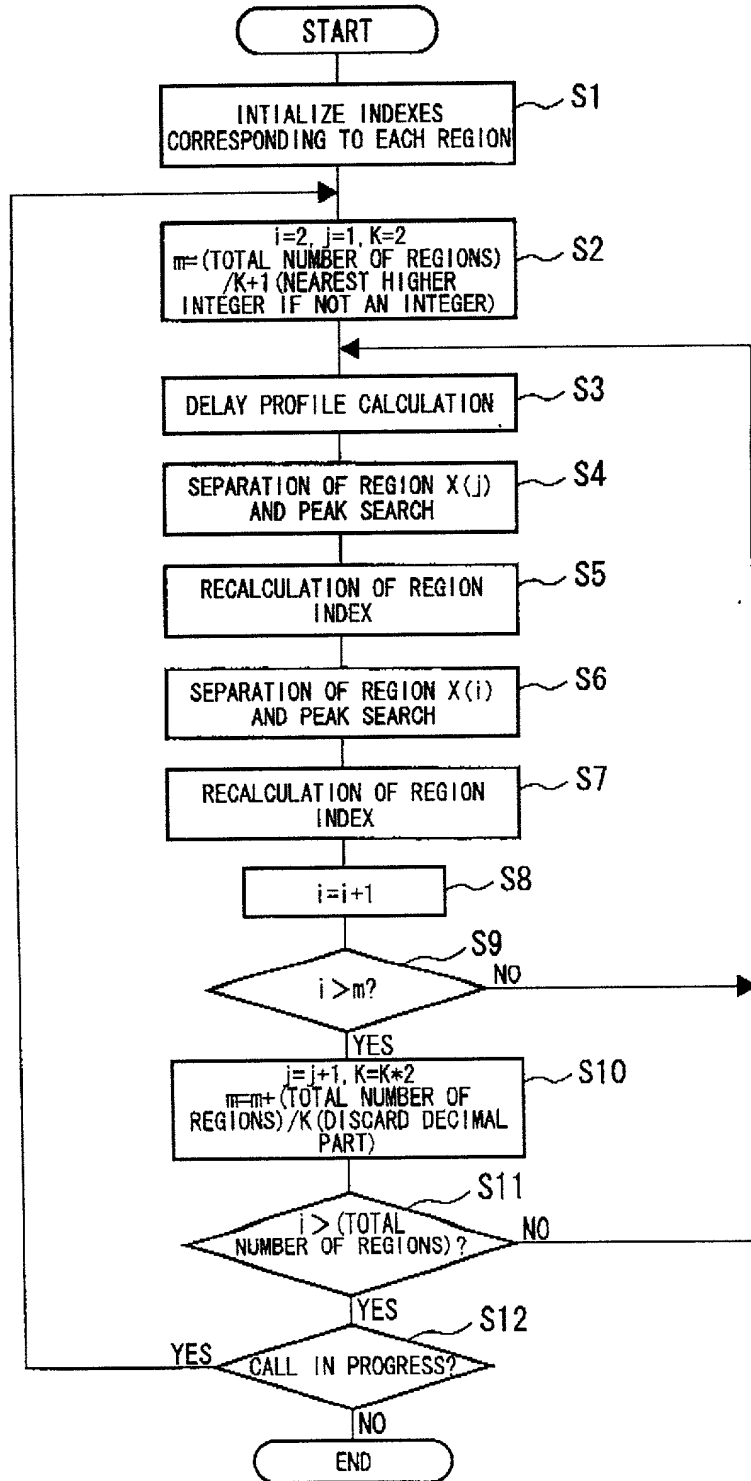 START
INTIALIZE INDEXES
CORRESPONDING TO EACH REGION
S1
i=2, j=1, K=2
m=(TOTAL NUMBER OF REGIONS)
/K+1(NEAREST HIGHER
INTEGER IF NOT AN INTEGER)
S2
DELAY PROFILE CALCULATION
S3
SEPARATION OF REGION X(j)
AND PEAK SEARCH
S4
RECALCULATION OF REGION
INDEX
S5
SEPARATION OF REGION X(i)
AND PEAK SEARCH
S6
RECALCULATION OF REGION
INDEX
S7
i=i+1
S8
S9
i>m?
NO
YES
j=j+1, K=K*2
m=m+(TOTAL NUMBER OF
REGIONS)/K(DISCARD DECIMAL
PART)
S10
S11
i>(TOTAL
NUMBER OF REGIONS)?
NO
YES
S12
YES
CALL IN PROGRESS?
NO
END